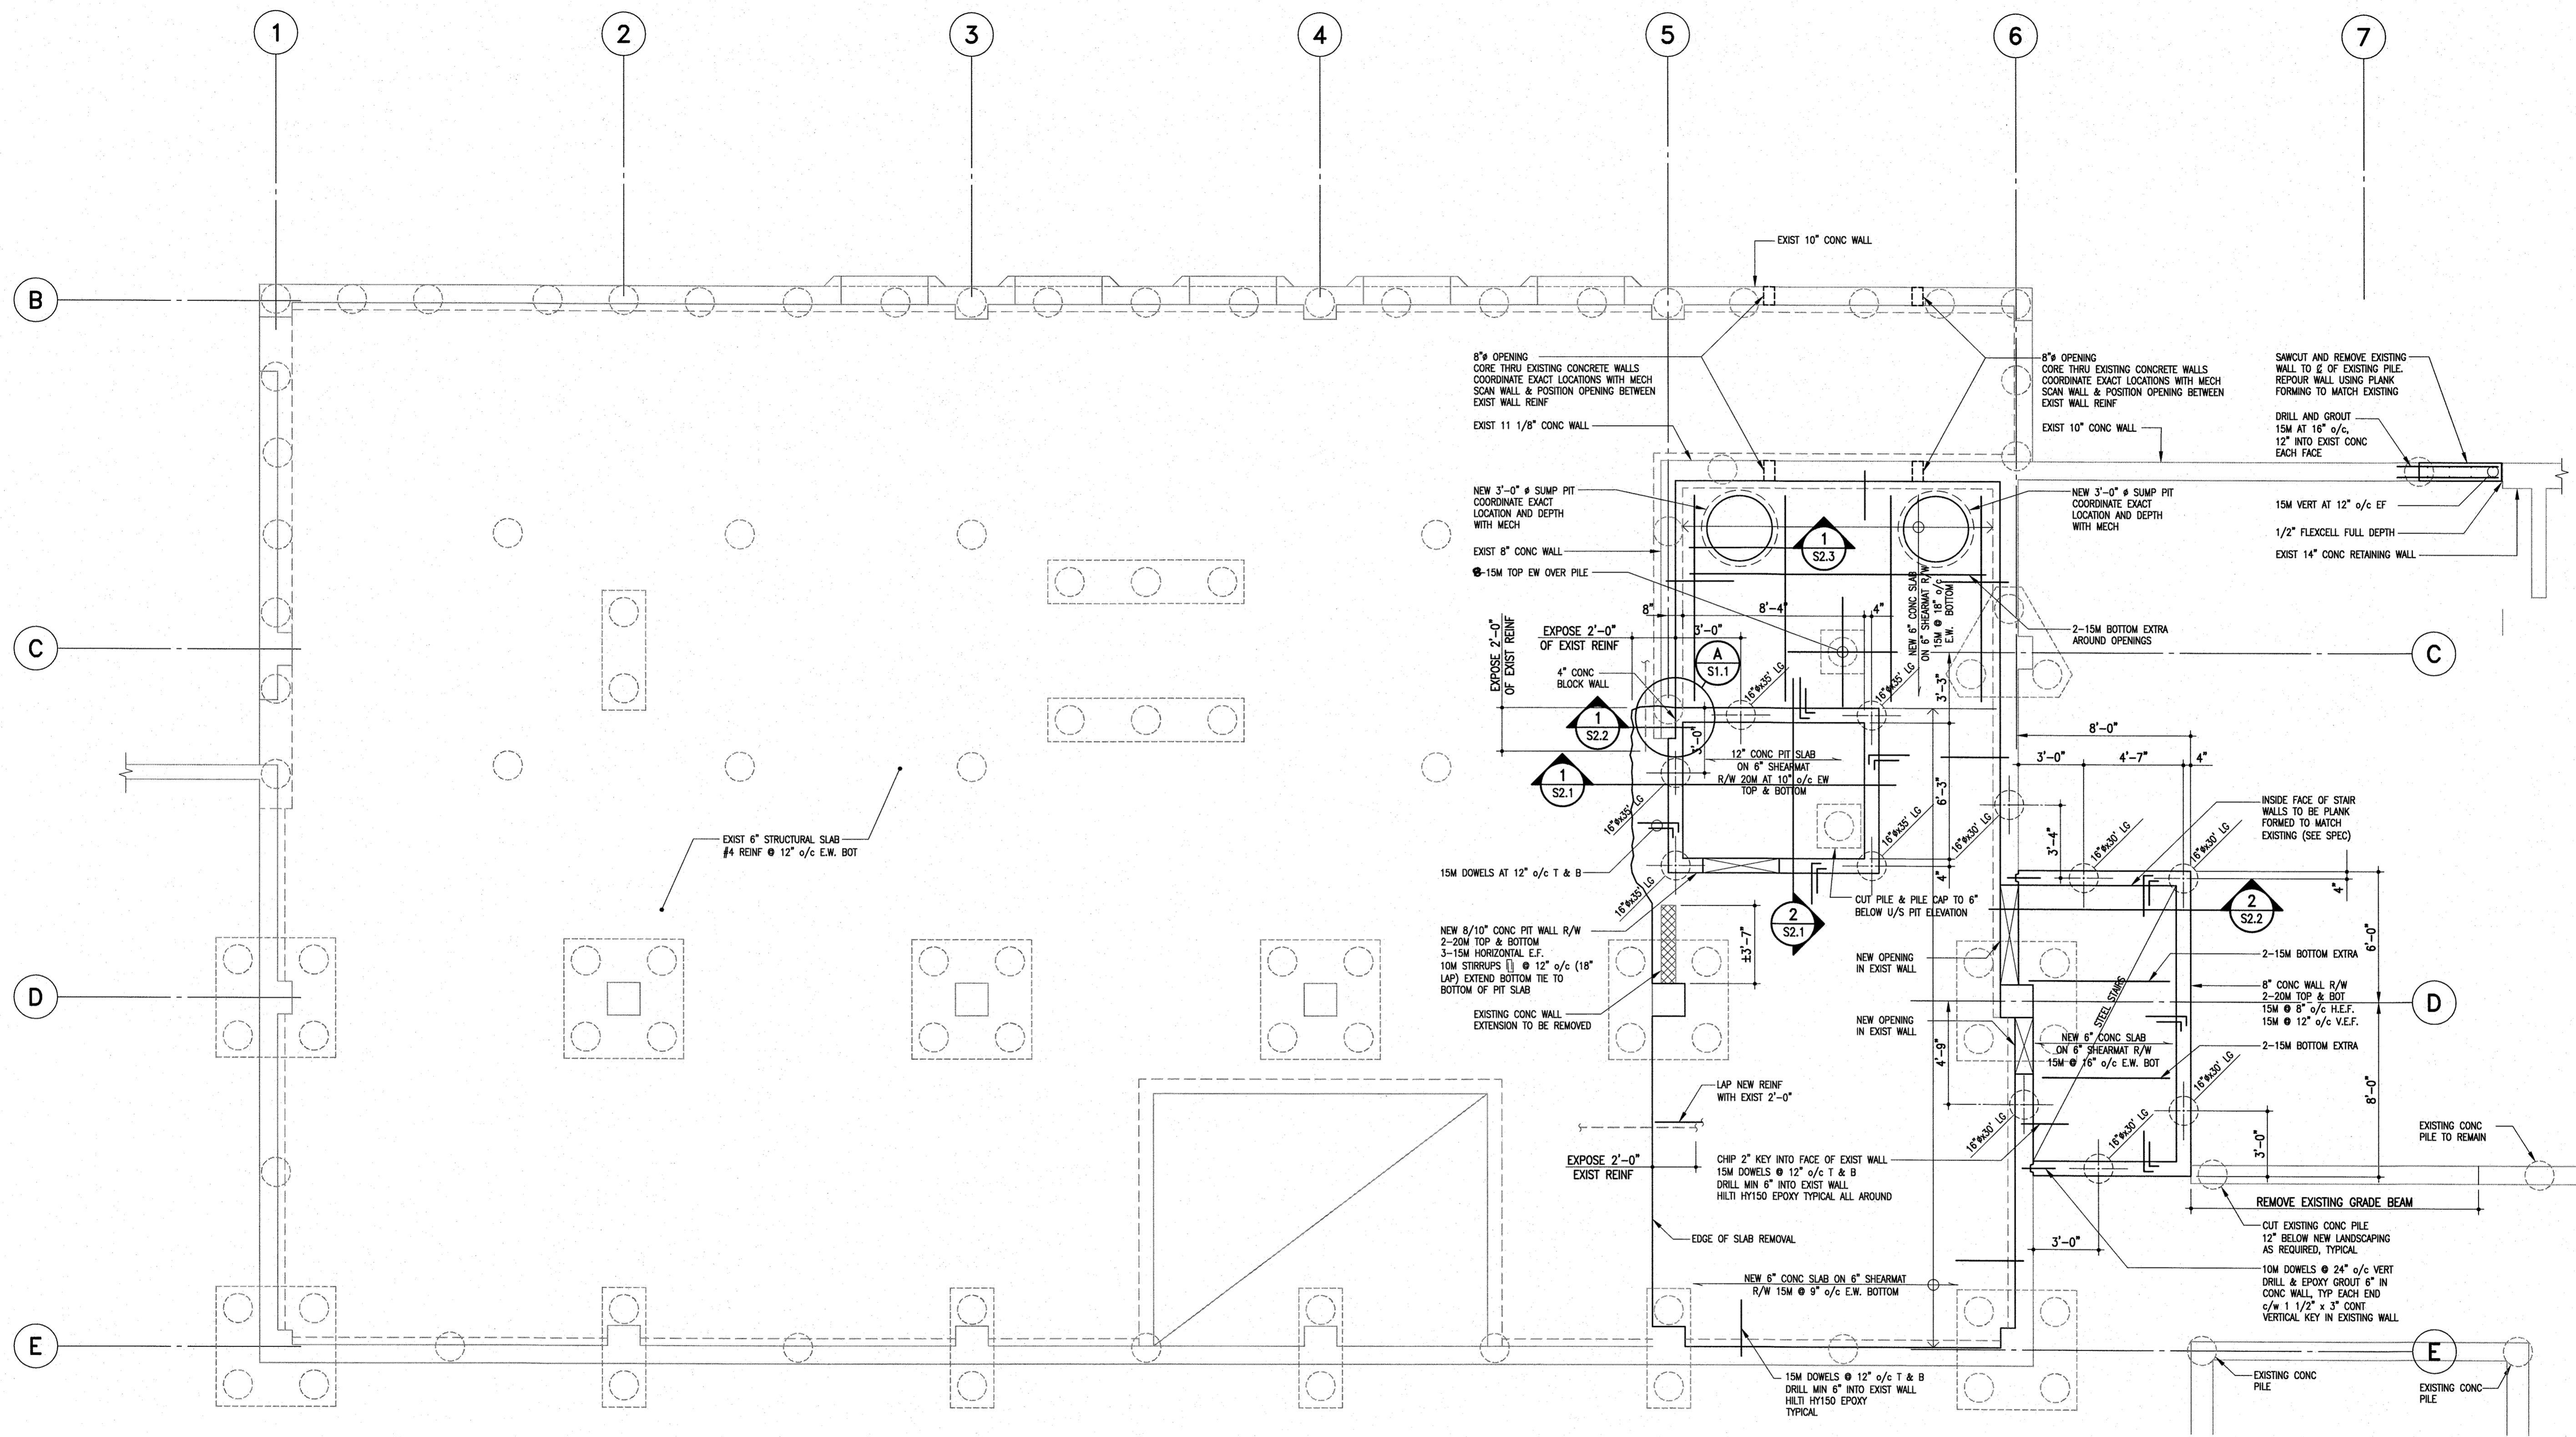 1
2
3
4
5
6
7
B
C
D
E
C
D
E
EXIST 10" CONC WALL
8"ø OPENING
CORE THRU EXISTING CONCRETE WALLS
COORDINATE EXACT LOCATIONS WITH MECH
SCAN WALL & POSITION OPENING BETWEEN
EXIST WALL REINF
EXIST 11 1/8" CONC WALL
8"ø OPENING
CORE THRU EXISTING CONCRETE WALLS
COORDINATE EXACT LOCATIONS WITH MECH
SCAN WALL & POSITION OPENING BETWEEN
EXIST WALL REINF
EXIST 10" CONC WALL
SAWCUT AND REMOVE EXISTING
WALL TO ℄ OF EXISTING PILE.
REPOUR WALL USING PLANK
FORMING TO MATCH EXISTING
DRILL AND GROUT
15M AT 16" o/c,
12" INTO EXIST CONC
EACH FACE
15M VERT AT 12" o/c EF
1/2" FLEXCELL FULL DEPTH
EXIST 14" CONC RETAINING WALL
NEW 3'-0" ø SUMP PIT
COORDINATE EXACT
LOCATION AND DEPTH
WITH MECH
EXIST 8" CONC WALL
-15M TOP EW OVER PILE
NEW 3'-0" ø SUMP PIT
COORDINATE EXACT
LOCATION AND DEPTH
WITH MECH
1
S2.3
NEW 6" CONC SLAB
ON 6" SHEARMAT R/W
15M @ 18" o/c
E.W. BOTTOM
2-15M BOTTOM EXTRA
AROUND OPENINGS
8"
8'-4"
4"
EXPOSE 2'-0"
OF EXIST REINF
3'-0"
EXPOSE 2'-0"
OF EXIST REINF
A
S1.1
4" CONC
BLOCK WALL
16"øx35' LG
16"øx35' LG
3'-3"
1
S2.2
3'-0"
1
S2.1
12" CONC PIT SLAB
ON 6" SHEARMAT
R/W 20M AT 10" o/c EW
TOP & BOTTOM
6'-3"
16"øx35' LG
16"øx35' LG
16"øx30' LG
3'-4"
8'-0"
3'-0"
4'-7"
4"
16"øx30' LG
16"øx30' LG
INSIDE FACE OF STAIR
WALLS TO BE PLANK
FORMED TO MATCH
EXISTING (SEE SPEC)
EXIST 6" STRUCTURAL SLAB
#4 REINF @ 12" o/c E.W. BOT
15M DOWELS AT 12" o/c T & B
16"øx35' LG
4"
4"
CUT PILE & PILE CAP TO 6"
BELOW U/S PIT ELEVATION
2
S2.1
2
S2.2
NEW 8/10" CONC PIT WALL R/W
2-20M TOP & BOTTOM
3-15M HORIZONTAL E.F.
10M STIRRUPS @ 12" o/c (18"
LAP) EXTEND BOTTOM TIE TO
BOTTOM OF PIT SLAB
±3'-7"
EXISTING CONC WALL
EXTENSION TO BE REMOVED
NEW OPENING
IN EXIST WALL
NEW OPENING
IN EXIST WALL
6'-0"
2-15M BOTTOM EXTRA
8" CONC WALL R/W
2-20M TOP & BOT
15M @ 8" o/c H.E.F.
15M @ 12" o/c V.E.F.
STEEL STAIRS
NEW 6" CONC SLAB
ON 6" SHEARMAT R/W
15M @ 16" o/c E.W. BOT
2-15M BOTTOM EXTRA
4'-9"
8'-0"
LAP NEW REINF
WITH EXIST 2'-0"
16"øx30' LG
16"øx30' LG
16"øx30' LG
3'-0"
EXPOSE 2'-0"
EXIST REINF
CHIP 2" KEY INTO FACE OF EXIST WALL
15M DOWELS @ 12" o/c T & B
DRILL MIN 6" INTO EXIST WALL
HILTI HY150 EPOXY TYPICAL ALL AROUND
EXISTING CONC
PILE TO REMAIN
REMOVE EXISTING GRADE BEAM
CUT EXISTING CONC PILE
12" BELOW NEW LANDSCAPING
AS REQUIRED, TYPICAL
3'-0"
EDGE OF SLAB REMOVAL
NEW 6" CONC SLAB ON 6" SHEARMAT
R/W 15M @ 9" o/c E.W. BOTTOM
10M DOWELS @ 24" o/c VERT
DRILL & EPOXY GROUT 6" IN
CONC WALL, TYP EACH END
c/w 1 1/2" x 3" CONT
VERTICAL KEY IN EXISTING WALL
15M DOWELS @ 12" o/c T & B
DRILL MIN 6" INTO EXIST WALL
HILTI HY150 EPOXY
TYPICAL
EXISTING CONC
PILE
EXISTING CONC
PILE